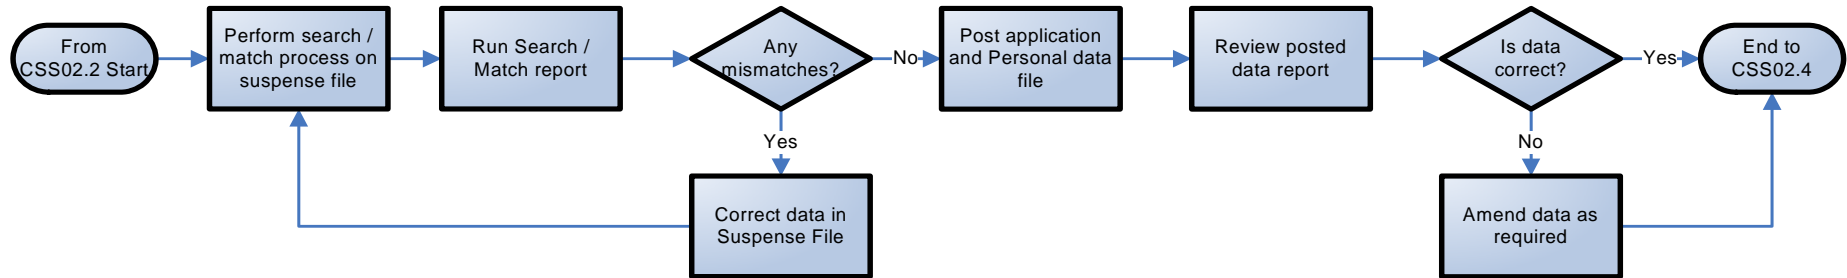 From
CSS02.2 Start
Perform search /
match process on
suspense file
Run Search /
Match report
Any
mismatches?
No
Post application
and Personal data
file
Review posted
data report
Is data
correct?
Yes
End to
CSS02.4
Yes
No
Correct data in
Suspense File
Amend data as
required